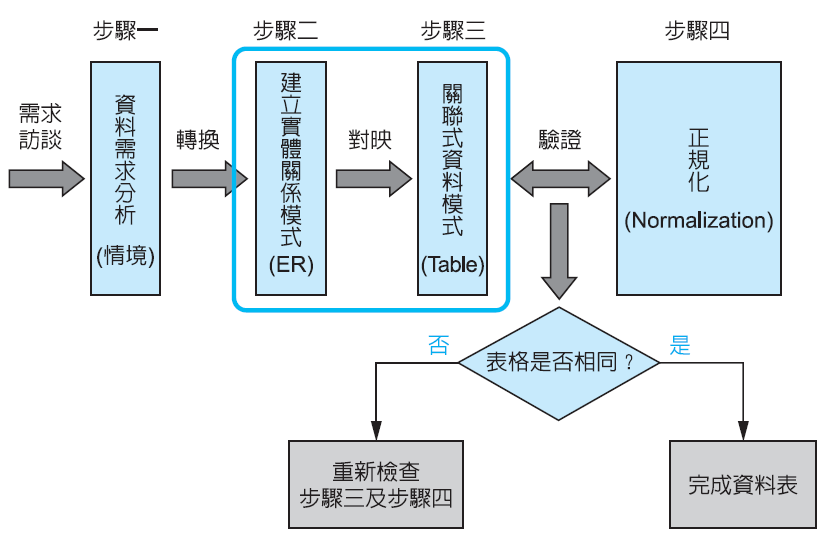 步驟一
步驟二
步驟三
步驟四
需求
訪談
資料需求分析
(情境)
轉換
建立實體關係模式
(ER)
對映
關聯式資料模式
(Table)
驗證
正規化
(Normalization)
否
表格是否相同？
是
重新檢查
步驟三及步驟四
完成資料表